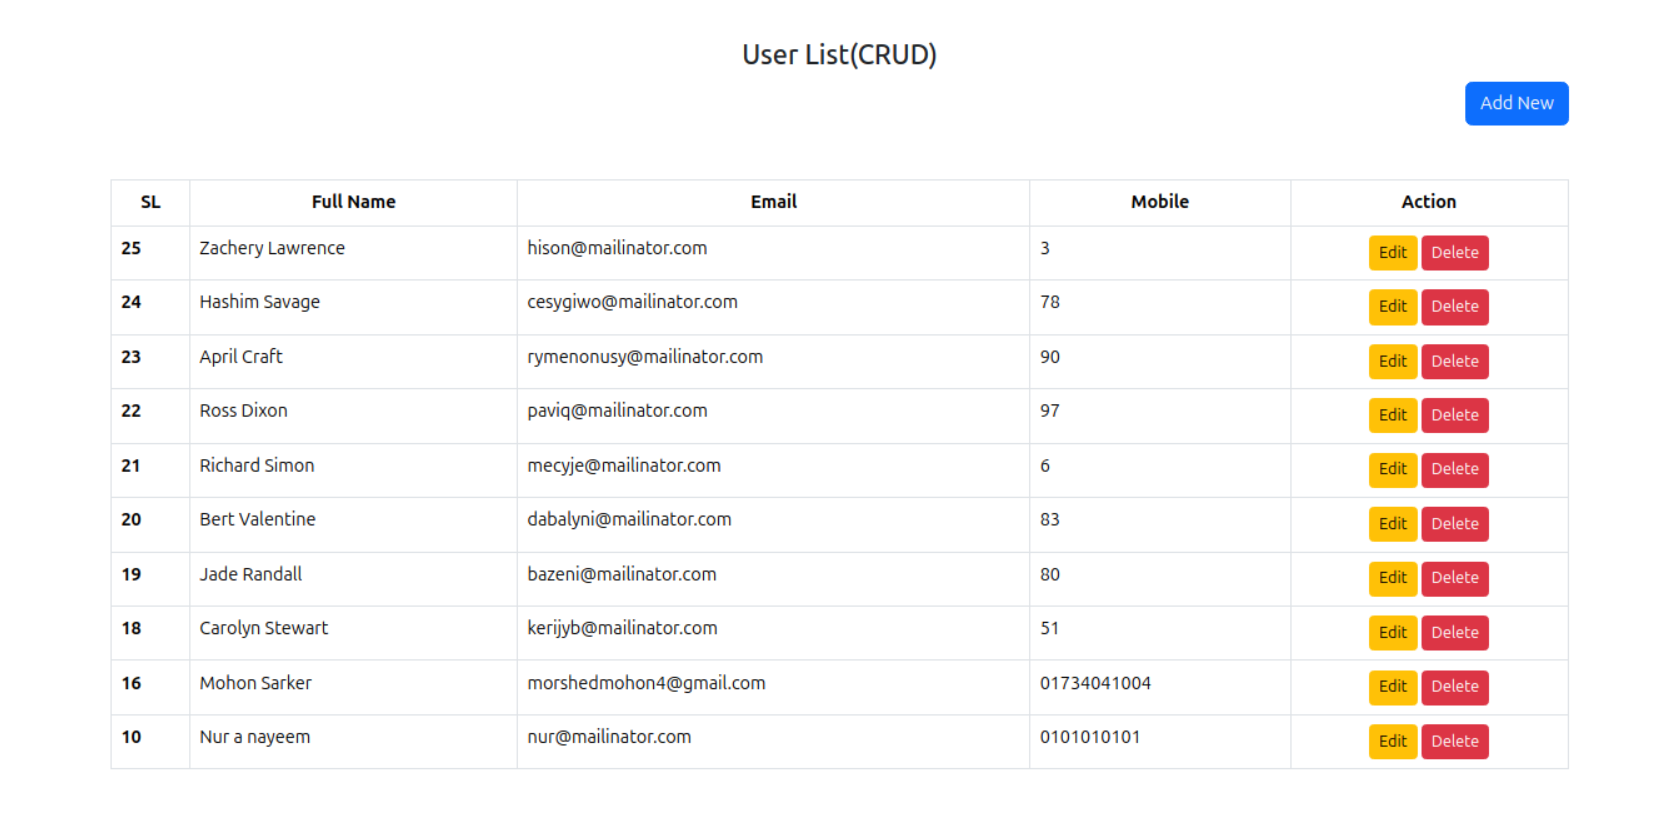 User List(CRUD)
Add New
SL Full Name Email Mobile Action
25 Zachery Lawrence hison@mailinator.com 3 Edit Delete
24 Hashim Savage cesygiwo@mailinator.com 78 Edit Delete
23 April Craft rymenonusy@mailinator.com 90 Edit Delete
22 Ross Dixon paviq@mailinator.com 97 Edit Delete
21 Richard Simon mecyje@mailinator.com 6 Edit Delete
20 Bert Valentine dabalyni@mailinator.com 83 Edit Delete
19 Jade Randall bazeni@mailinator.com 80 Edit Delete
18 Carolyn Stewart kerijyb@mailinator.com 51 Edit Delete
16 Mohon Sarker morshedmohon4@gmail.com 01734041004 Edit Delete
10 Nur a nayeem nur@mailinator.com 0101010101 Edit Delete